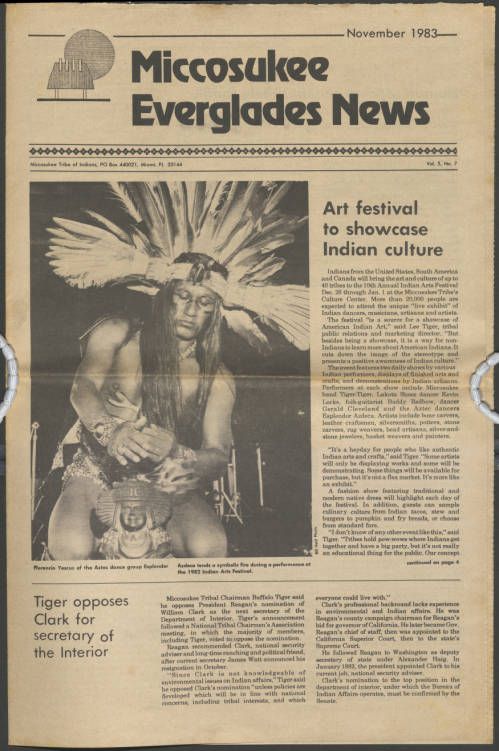 November 1983
Miccosukee
Everglades News
Miccosukee Tribe of Indians, PO Box 440021, Miami, FL 33144
Vol. 5, No. 7
Art festival
to showcase
Indian culture
Indians from the United States, South America
and Canada will bring the art and culture of up to
40 tribes to the 10th Annual Indian Arts Festival
Dec. 26 through Jan. 1 at the Miccosukee Tribe's
Culture Center. More than 20,000 people are
expected to attend the unique "live exhibit" of
Indian dancers, musicians, artisans and artists.
The festival "is a source for a showcase of
American Indian Art," said Lee Tiger, tribal
public relations and marketing director. "But
besides being a showcase, it is a way for non-
Indians to learn more about American Indians. It
cuts down the image of the stereotype and
presents a positive awareness of Indian culture."
The event features two daily shows by various
Indian performers, displays of finished arts and
crafts, and demonstrations by Indian artisans.
Performers at each show include Miccosukee
band Tiger-Tiger, Lakota Sioux dancer Kevin
Locke, folk-guitarist Buddy Redbow, dancer
Gerald Cleveland and the Aztec dancers
Esplendor Azteca. Artists include bone carvers,
leather craftsmen, silversmiths, potters, stone
carvers, rug weavers, bead artisans, silver-and-
stone jewelers, basket weavers and painters.
"It's a heyday for people who like authentic
Indian arts and crafts," said Tiger. "Some artists
will only be displaying works and some will be
demonstrating. Some things will be available for
purchase, but it's not a flea market. It's more like
an exhibit."
A fashion show featuring traditional and
modern native dress will highlight each day of
the festival. In addition, guests can sample
culinary culture from Indian tacos, stew and
burgers to pumpkin and fry breads, or choose
from standard fare.
"I don't know of any other event like this," said
Tiger. "Tribes hold pow-wows where Indians get
together and have a big party, but it's not really
an educational thing for the public. Our concept
continued on page 4
Florencio Yescas of the Aztec dance group Esplendor
Azteca tends a symbolic fire during a performance at
the 1982 Indian Arts Festival.
Tiger opposes
Clark for
secretary of
the Interior
Miccosukee Tribal Chairman Buffalo Tiger said
he opposes President Reagan's nomination of
William Clark as the next secretary of the
Department of Interior. Tiger's announcement
followed a National Tribal Chairmen's Association
meeting, in which the majority of members,
including Tiger, voted to oppose the nomination.
Reagan recommended Clark, national security
adviser and long-time ranching and political friend,
after current secretary James Watt announced his
resignation in October.
"Since Clark is not knowledgeable of
environmental issues on Indian affairs," Tiger said
he opposed Clark's nomination "unless policies are
developed which will be in line with national
concerns, including tribal interests, and which
everyone could live with."
Clark's professional background lacks experience
in environmental and Indian affairs. He was
Reagan's county campaign chairman for Reagan's
bid for governor of California. He later became Gov.
Reagan's chief of staff, then was appointed to the
California Superior Court, then to the state's
Supreme Court.
He followed Reagan to Washington as deputy
secretary of state under Alexander Haig. In
January 1982, the president appointed Clark to his
current job, national security adviser.
Clark's nomination to the top position in the
department of interior, under which the Bureau of
Indian Affairs operates, must be confirmed by the
Senate.